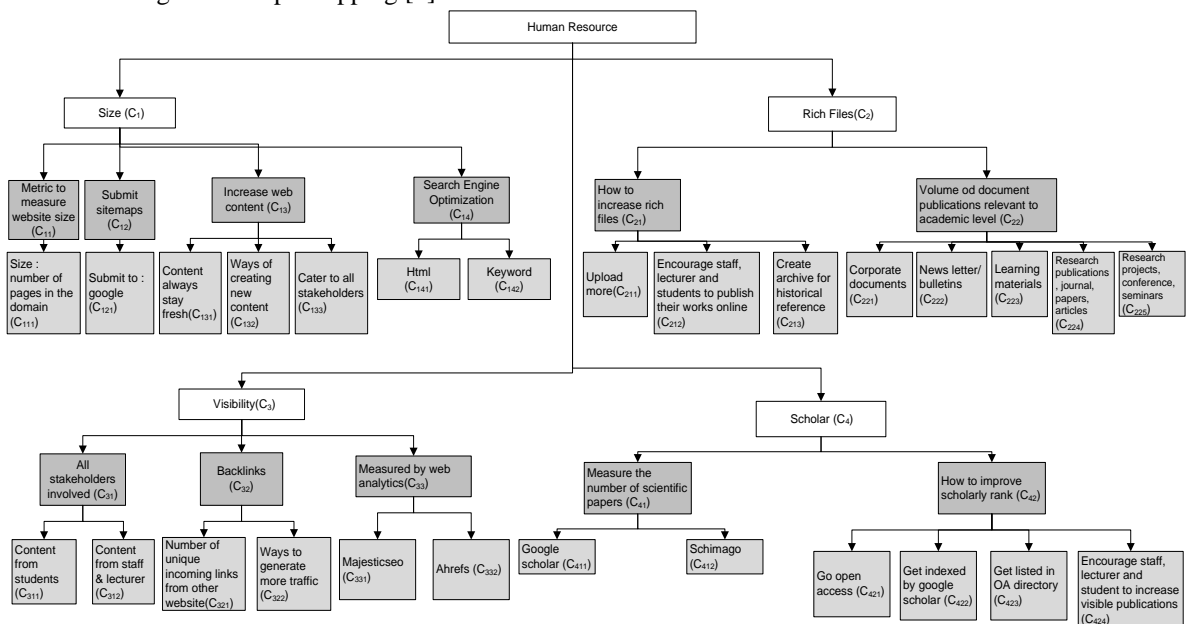 Human Resource
Size (C₁)
Rich Files(C₂)
Metric to
measure
website size
(C₁₁)
Submit
sitemaps
(C₁₂)
Increase web
content (C₁₃)
Search Engine
Optimization
(C₁₄)
How to
increase rich
files (C₂₁)
Volume od document
publications relevant to
academic level (C₂₂)
Size :
number of
pages in the
domain
(C₁₁₁)
Submit to :
google
(C₁₂₁)
Content
always
stay
fresh(C₁₃₁)
Ways of
creating
new
content
(C₁₃₂)
Cater to all
stakeholders
(C₁₃₃)
Html
(C₁₄₁)
Keyword
(C₁₄₂)
Upload
more(C₂₁₁)
Encourage staff,
lecturer and
students to publish
their works online
(C₂₁₂)
Create
archive for
historical
reference
(C₂₁₃)
Corporate
documents
(C₂₂₁)
News letter/
bulletins
(C₂₂₂)
Learning
materials
(C₂₂₃)
Research
publications
, journal,
papers,
articles
(C₂₂₄)
Research
projects,
conference,
seminars
(C₂₂₅)
Visibility(C₃)
Scholar (C₄)
All
stakeholders
involved (C₃₁)
Backlinks
(C₃₂)
Measured by web
analytics(C₃₃)
Measure the
number of scientific
papers (C₄₁)
How to improve
scholarly rank (C₄₂)
Content
from
students
(C₃₁₁)
Content
from staff
& lecturer
(C₃₁₂)
Number of
unique
incoming links
from other
website(C₃₂₁)
Ways to
generate
more traffic
(C₃₂₂)
Majesticseo
(C₃₃₁)
Ahrefs (C₃₃₂)
Google
scholar (C₄₁₁)
Schimago
(C₄₁₂)
Go open
access (C₄₂₁)
Get indexed
by google
scholar (C₄₂₂)
Get listed in
OA directory
(C₄₂₃)
Encourage staff,
lecturer and
student to increase
visible publications
(C₄₂₄)